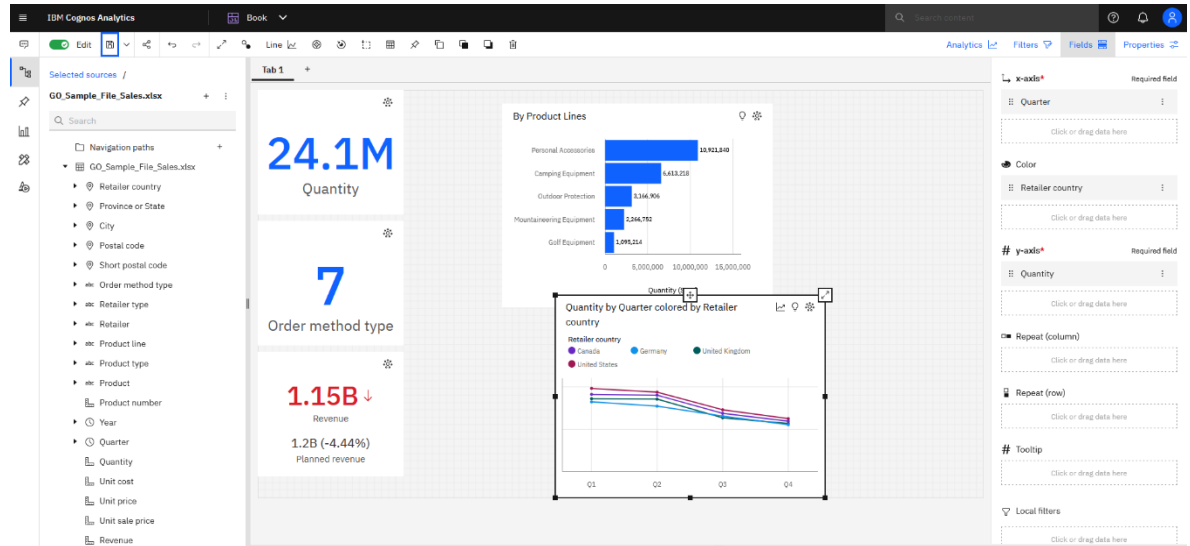 IBM Cognos Analytics
Book
Search content
Edit
Line
Analytics
Filters
Fields
Properties
Selected sources /
GO_Sample_File_Sales.xlsx
Search
Navigation paths
GO_Sample_File_Sales.xlsx
Retailer country
Province or State
City
Postal code
Short postal code
abc Order method type
abc Retailer type
abc Retailer
abc Product line
abc Product type
abc Product
Product number
Year
Quarter
Quantity
Unit cost
Unit price
Unit sale price
Revenue
Tab 1 +
24.1M
Quantity
7
Order method type
1.15B ↓
Revenue
1.2B (-4.44%)
Planned revenue
By Product Lines
Personal Accessories 10,921,840
Camping Equipment 6,613,218
Outdoor Protection 3,166,906
Mountaineering Equipment 2,266,752
Golf Equipment 1,095,214
0 5,000,000 10,000,000 15,000,000
Quantity
Quantity by Quarter colored by Retailer
country
Retailer country
Canada Germany United Kingdom
United States
Q1 Q2 Q3 Q4
x-axis* Required field
Quarter
Click or drag data here
Color
Retailer country
Click or drag data here
# y-axis* Required field
Quantity
Click or drag data here
Repeat (column)
Click or drag data here
Repeat (row)
Click or drag data here
# Tooltip
Click or drag data here
Local filters
Click or drag data here